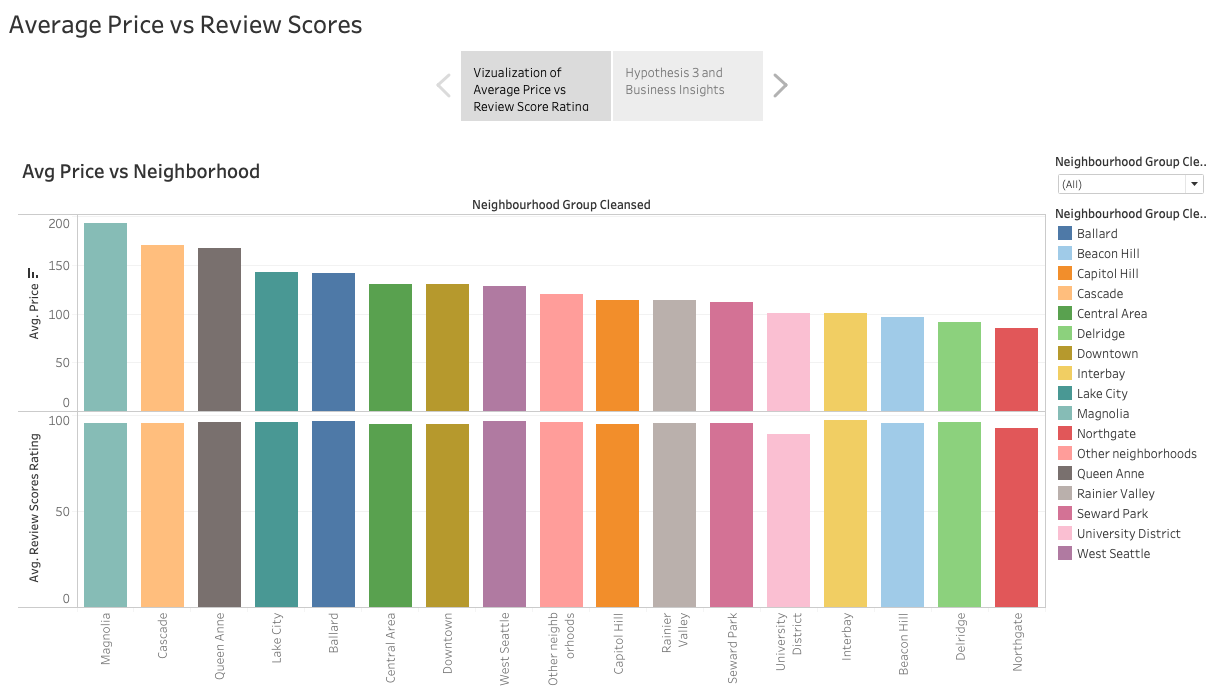 Average Price vs Review Scores
Vizualization of
Average Price vs
Review Score Rating
Hypothesis 3 and
Business Insights
Avg Price vs Neighborhood
Neighbourhood Group Cleansed
200
150
100
50
0
Avg. Price
100
50
0
Avg. Review Scores Rating
Magnolia
Cascade
Queen Anne
Lake City
Ballard
Central Area
Downtown
West Seattle
Other neighb
orhoods
Capitol Hill
Rainier
Valley
Seward Park
University
District
Interbay
Beacon Hill
Delridge
Northgate
Neighbourhood Group Cle..
(All)
Neighbourhood Group Cle..
Ballard
Beacon Hill
Capitol Hill
Cascade
Central Area
Delridge
Downtown
Interbay
Lake City
Magnolia
Northgate
Other neighborhoods
Queen Anne
Rainier Valley
Seward Park
University District
West Seattle